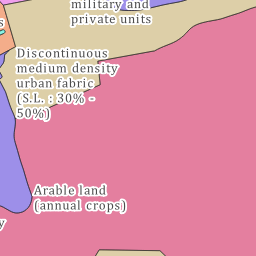 military and
private units
s
Discontinuous
medium density
urban fabric
(S.L. : 30% -
50%)
Arable land
(annual crops)
y